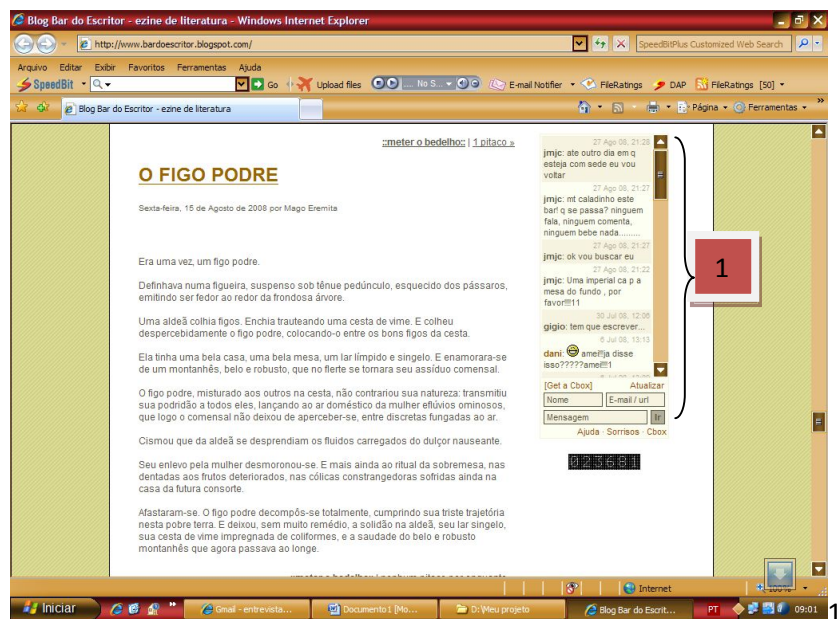 Blog Bar do Escritor - ezine de literatura - Windows Internet Explorer
http://www.bardoescritor.blogspot.com/
SpeedBitPlus Customized Web Search
Arquivo Editar Exibir Favoritos Ferramentas Ajuda
SpeedBit Go Upload files No S... E-mail Notifier FileRatings DAP FileRatings [50]
Blog Bar do Escritor - ezine de literatura
Página Ferramentas
::meter o bedelho:: | 1 pitaco »
O FIGO PODRE
Sexta-feira, 15 de Agosto de 2008 por Mago Eremita
Era uma vez, um figo podre.
Definhava numa figueira, suspenso sob tênue pedúnculo, esquecido dos pássaros,
emitindo ser fedor ao redor da frondosa árvore.
Uma aldeã colhia figos. Enchia trauteando uma cesta de vime. E colheu
despercebidamente o figo podre, colocando-o entre os bons figos da cesta.
Ela tinha uma bela casa, uma bela mesa, um lar límpido e singelo. E enamorara-se
de um montanhês, belo e robusto, que no flerte se tornara seu assíduo comensal.
O figo podre, misturado aos outros na cesta, não contrariou sua natureza: transmitiu
sua podridão a todos eles, lançando ao ar doméstico da mulher eflúvios ominosos,
que logo o comensal não deixou de aperceber-se, entre discretas fungadas ao ar.
Cismou que da aldeã se desprendiam os fluidos carregados do dulçor nauseante.
Seu enlevo pela mulher desmoronou-se. E mais ainda ao ritual da sobremesa, nas
dentadas aos frutos deteriorados, nas cólicas constrangedoras sofridas ainda na
casa da futura consorte.
Afastaram-se. O figo podre decompôs-se totalmente, cumprindo sua triste trajetória
nesta pobre terra. E deixou, sem muito remédio, a solidão na aldeã, seu lar singelo,
sua cesta de vime impregnada de coliformes, e a saudade do belo e robusto
montanhês que agora passava ao longe.
27 Ago 08, 21:28
jmjc: ate outro dia em q
esteja com sede eu vou
voltar
27 Ago 08, 21:27
jmjc: mt caladinho este
bar! q se passa? ninguem
fala, ninguem comenta,
ninguem bebe nada.........
27 Ago 08, 21:27
jmjc: ok vou buscar eu
27 Ago 08, 21:22
jmjc: Uma imperial ca p a
mesa do fundo , por
favor!!!11
30 Jul 08, 12:06
gigio: tem que escrever...
6 Jul 08, 13:13
dani: amei!!ja disse
isso?????amei!!1
[Get a Cbox] Atualizar
Nome E-mail / url
Mensagem Ir
Ajuda · Sorrisos · Cbox
023681
1
Internet 100%
Iniciar Gmail - entrevista... Documento1 [Mo... D:\Meu projeto Blog Bar do Escrit... PT 09:01
1